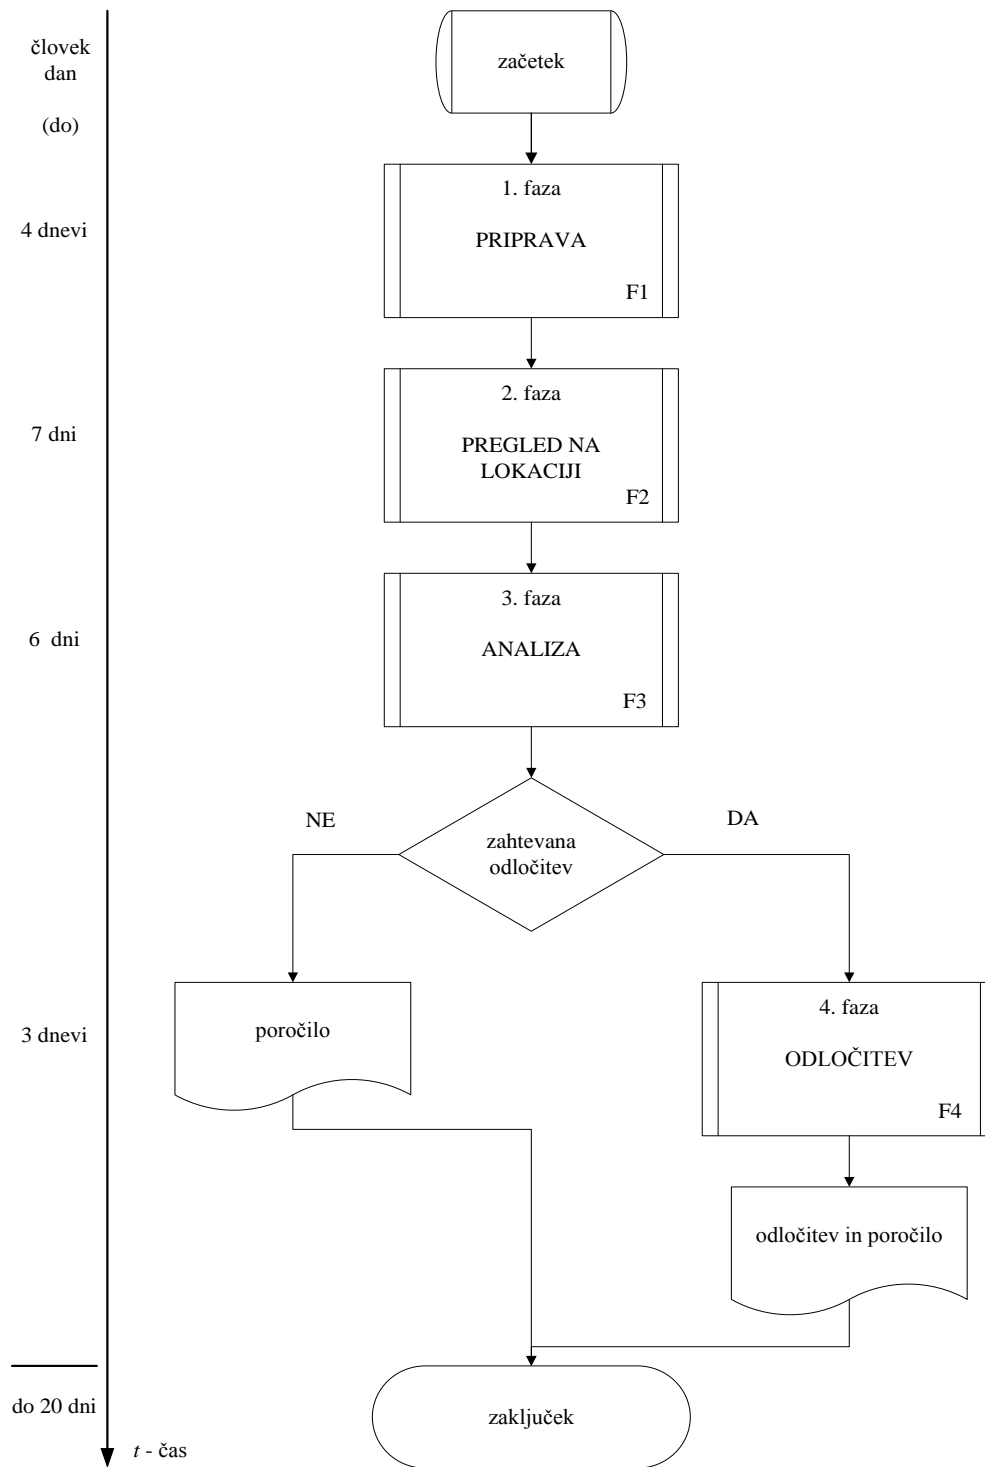 človek
dan
(do)
začetek
4 dnevi
1. faza
PRIPRAVA
F1
7 dni
2. faza
PREGLED NA
LOKACIJI
F2
6 dni
3. faza
ANALIZA
F3
NE
DA
zahtevana
odločitev
3 dnevi
poročilo
4. faza
ODLOČITEV
F4
odločitev in poročilo
do 20 dni
zaključek
t - čas